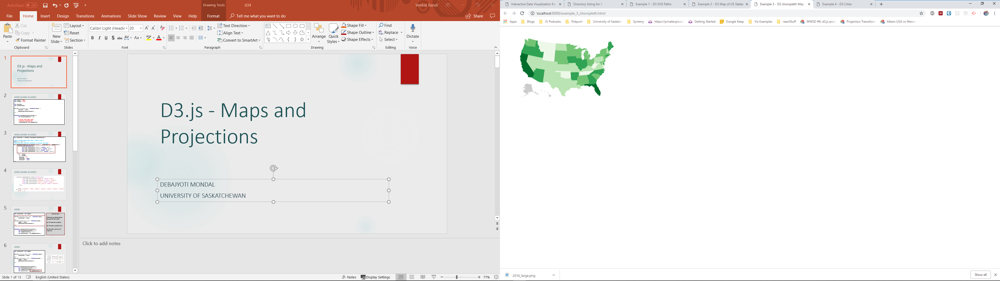 AutoSave Off
d34
Drawing Tools
Venkat Bandi
File Home Insert Design Transitions Animations Slide Show Review View Help Format Tell me what you want to do Share
Paste
Cut
Copy
Format Painter
Clipboard
New Slide
Layout
Reset
Section
Slides
Calibri Light (Headin 20
B I U S abc AV Aa A
Font
Text Direction
Align Text
Convert to SmartArt
Paragraph
Arrange
Quick Styles
Shape Fill
Shape Outline
Shape Effects
Drawing
Find
Replace
Select
Editing
Dictate
Voice
1
D3.js - Maps and
Projections
2
A2Q2 (similar to A2Q1)
3
A2Q2 (similar to A2Q1)
4
A2Q2 (similar to A2Q1)
5
A2Q3
6
A2Q3
D3.js - Maps and
Projections
DEBAJYOTI MONDAL
UNIVERSITY OF SASKATCHEWAN
Click to add notes
Slide 1 of 13 English (United States) Notes Display Settings 77%
Interactive Data Visualization for
Directory listing for /
Example 1 - D3 SVG Paths
Example 2 - D3 Map of US States
Example 3 - D3 choropleth Map
Example 4 - D3 Cities
localhost:8888/example_3_choropleth.html
Apps Blogs JS Podcasts Potpurri University of Saskatc Synteny https://privatevpn.co Getting Started Google Keep Viz Examples reactStuff WWSD #6: d3.js proj Projection Transition Albers USA vs Merca
2016_large.png
Show all